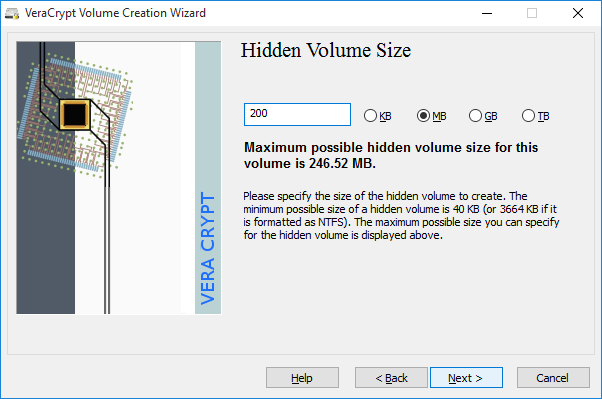 VeraCrypt Volume Creation Wizard
Hidden Volume Size
200
KB
MB
GB
TB
Maximum possible hidden volume size for this
volume is 246.52 MB.
Please specify the size of the hidden volume to create. The
minimum possible size of a hidden volume is 40 KB (or 3664 KB if it
is formatted as NTFS). The maximum possible size you can specify
for the hidden volume is displayed above.
VERA CRYPT
Help
< Back
Next >
Cancel